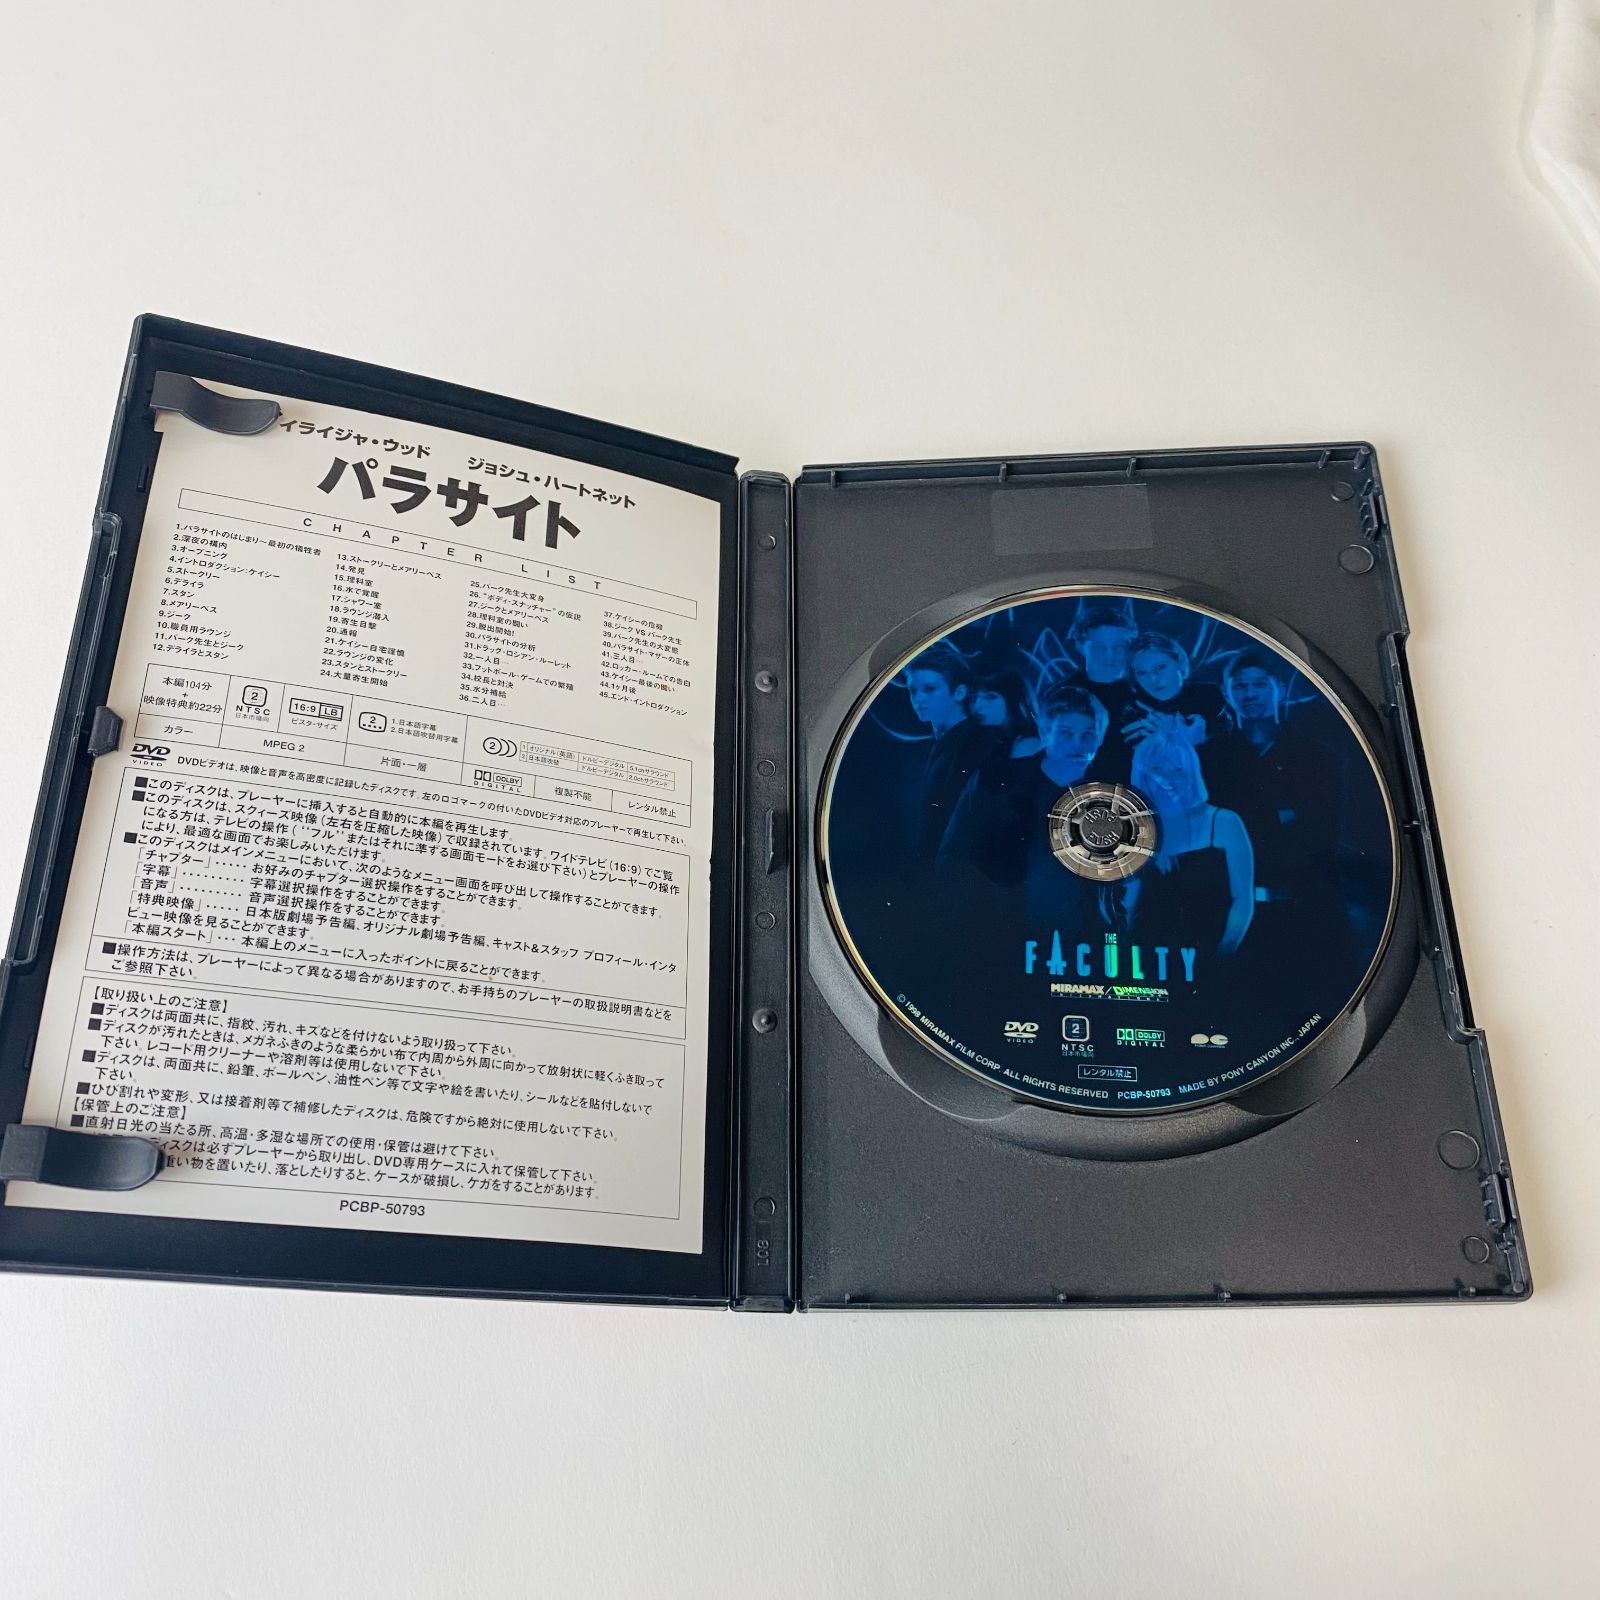 イライジャ・ウッド ジョシュ・ハートネット
パラサイト
CHAPTER LIST
1.パラサイトのはじまり～最初の犠牲者
2.深夜の構内
3.オープニング
4.イントロダクション:ケイシー
5.ストークリー
6.デライラ
7.スタン
8.メアリーベス
9.ジーク
10.職員用ラウンジ
11.バーク先生とジーク
12.デライラとスタン
13.ストークリーとメアリーベス
14.発見
15.理科室
16.水で覚醒
17.シャワー室
18.ラウンジ潜入
19.寄生目撃
20.通報
21.ケイシー自宅謹慎
22.ラウンジの変化
23.スタンとストークリー
24.大量寄生開始
25.バーク先生大変身
26."ボディ・スナッチャー"の伝説
27.ジークとメアリーベス
28.理科室の闘い
29.脱出開始!
30.パラサイトの分析
31.ドラッグ・ロシアン・ルーレット
32.一人目…
33.フットボール・ゲームでの繁殖
34.校長と対決
35.水分補給
36.二人目…
37.ケイシーの危機
38.ジーク VS バーク先生
39.バーク先生の大変態
40.パラサイト・マザーの正体
41.三人目…
42.ロッカー・ルームでの告白
43.ケイシー最後の闘い
44.1ヶ月後
45.エンド・イントロダクション
本編104分
+
映像特典約22分
2
NTSC
日本市場向
16:9 LB
ビスタ・サイズ
2
1.日本語字幕
2.日本語吹替用字幕
2
1 オリジナル(英語) ドルビーデジタル 5.1chサラウンド
2 日本語吹替 ドルビーデジタル 2.0chサラウンド
カラー
MPEG 2
片面・一層
DOLBY
DIGITAL
複製不能
レンタル禁止
DVD
VIDEO
DVDビデオは、映像と音声を高密度に記録したディスクです。左のロゴマークの付いたDVDビデオ対応のプレーヤーで再生して下さい。
■このディスクは、プレーヤーに挿入すると自動的に本編を再生します。
■このディスクは、スクィーズ映像(左右を圧縮した映像)で収録されています。ワイドテレビ(16:9)でご覧
になる方は、テレビの操作(''フル''またはそれに準する画面モードをお選び下さい)とプレーヤーの操作
により、最適な画面でお楽しみいただけます。
■このディスクはメインメニューにおいて、次のようなメニュー画面を呼び出して操作することができます。
「チャプター」…… お好みのチャプター選択操作をすることができます。
「字幕」……… 字幕選択操作をすることができます。
「音声」……… 音声選択操作をすることができます。
「特典映像」…… 日本版劇場予告編、オリジナル劇場予告編、キャスト&スタッフ プロフィール・インタ
ビュー映像を見ることができます。
「本編スタート」… 本編上のメニューに入ったポイントに戻ることができます。
■操作方法は、プレーヤーによって異なる場合がありますので、お手持ちのプレーヤーの取扱説明書などを
ご参照下さい。
【取り扱い上のご注意】
■ディスクは両面共に、指紋、汚れ、キズなどを付けないよう取り扱って下さい。
■ディスクが汚れたときは、メガネふきのような柔らかい布で内周から外周に向かって放射状に軽くふき取って
下さい。レコード用クリーナーや溶剤等は使用しないで下さい。
■ディスクは、両面共に、鉛筆、ボールペン、油性ペン等で文字や絵を書いたり、シールなどを貼付しないで
下さい。
■ひび割れや変形、又は接着剤等で補修したディスクは、危険ですから絶対に使用しないで下さい。
【保管上のご注意】
■直射日光の当たる所、高温・多湿な場所での使用・保管は避けて下さい。
ディスクは必ずプレーヤーから取り出し、DVD専用ケースに入れて保管して下さい。
重い物を置いたり、落としたりすると、ケースが破損し、ケガをすることがあります。
PCBP-50793
L08
PUSH
PUSH
THE
FACULTY
MIRAMAX / DIMENSION
INTERNATIONAL
DVD
VIDEO
2
NTSC
日本市場向
DOLBY
DIGITAL
PONY CANYON
レンタル禁止
© 1998 MIRAMAX FILM CORP. ALL RIGHTS RESERVED PCBP-50793 MADE BY PONY CANYON INC., JAPAN